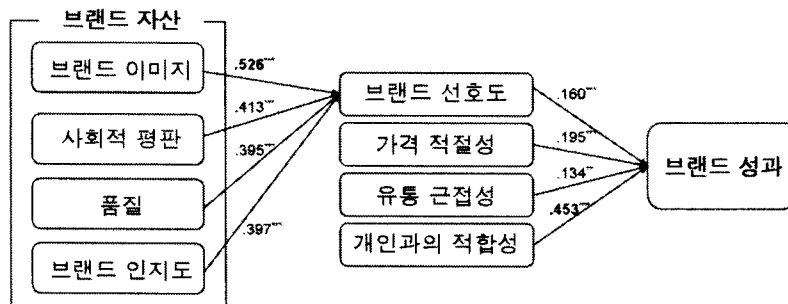 브랜드 자산
브랜드 이미지
사회적 평판
품질
브랜드 인지도
.526***
.413***
.395***
.397***
브랜드 선호도
가격 적절성
유통 근접성
개인과의 적합성
.160***
.195***
.134**
.453***
브랜드 성과